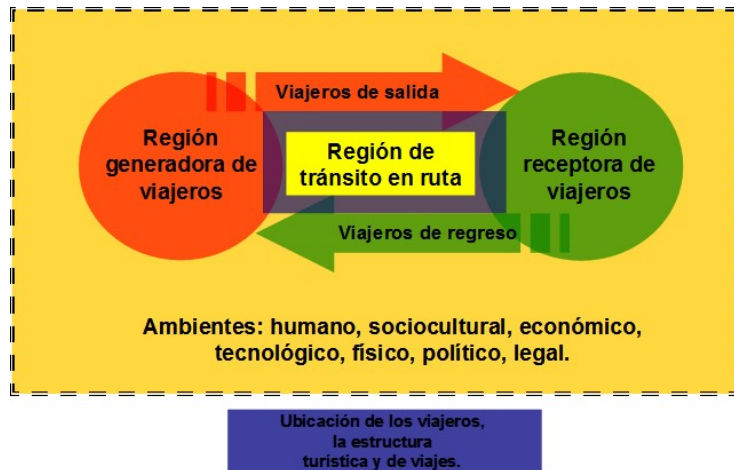 Viajeros de salida
Región
generadora de
viajeros
Región de
tránsito en ruta
Región
receptora de
viajeros
Viajeros de regreso
Ambientes: humano, sociocultural, económico,
tecnológico, físico, político, legal.
Ubicación de los viajeros,
la estructura
turística y de viajes.